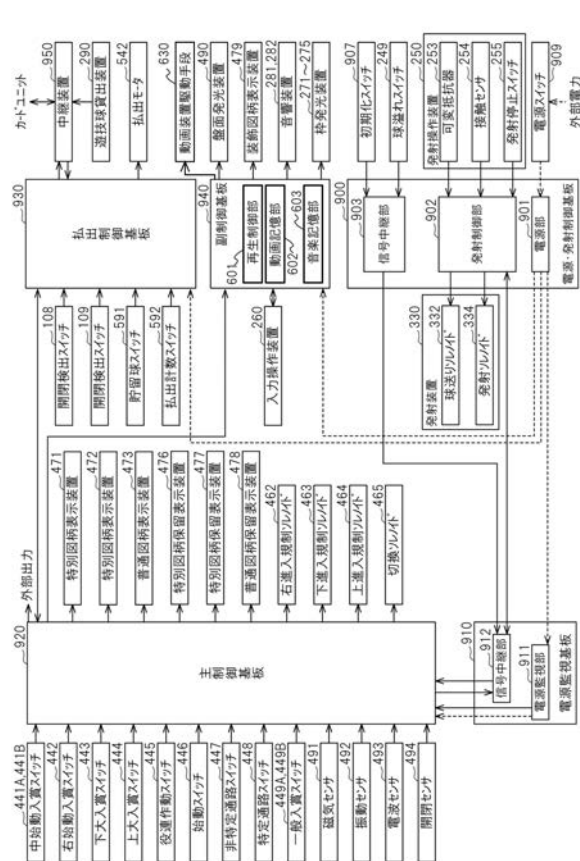 カードユニット
950
中継装置
290
遊技球貸出装置
542
払出モータ
630
動画装置駆動手段
490
盤面発光装置
479
装飾図柄表示装置
281,282
音響装置
271～275
枠発光装置
907
初期化スイッチ
249
球溢れスイッチ
250
発射操作装置
253
可変抵抗器
254
接触センサ
255
発射停止スイッチ
909
電源スイッチ
外部電力
930
払出制御基板
940
副制御基板
601
再生制御部
動画記憶部
602
603
音楽記憶部
900
903
信号中継部
902
発射制御部
901
電源部
電源・発射制御基板
108
開閉検出スイッチ
109
開閉検出スイッチ
591
貯留球スイッチ
592
払出計数スイッチ
260
入力操作装置
330
発射装置
332
球送りソレノイド
334
発射ソレノイド
外部出力
471
特別図柄表示装置
472
特別図柄表示装置
473
普通図柄表示装置
476
特別図柄保留表示装置
477
特別図柄保留表示装置
478
普通図柄保留表示装置
462
右進入規制ソレノイド
463
下進入規制ソレノイド
464
上進入規制ソレノイド
465
切換ソレノイド
920
主制御基板
910
912
信号中継部
911
電源監視部
電源監視基板
441A,441B
中始動入賞スイッチ
442
右始動入賞スイッチ
443
下大入賞スイッチ
444
上大入賞スイッチ
445
役連作動スイッチ
446
始動スイッチ
447
非特定通路スイッチ
448
特定通路スイッチ
449A,449B
一般入賞スイッチ
491
磁気センサ
492
振動センサ
493
電波センサ
494
開閉センサ